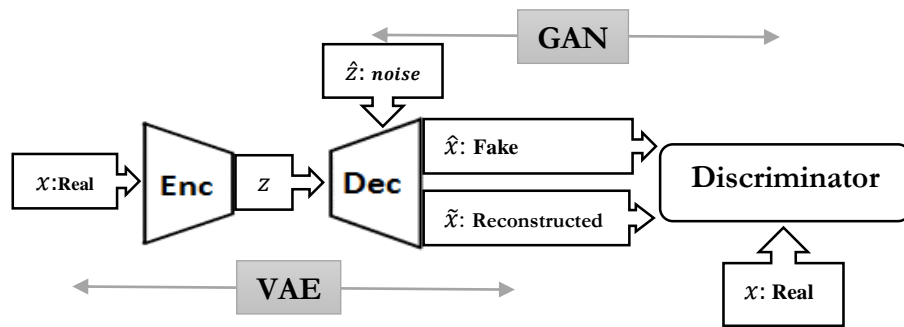 GAN
ẑ: noise
x̂: Fake
x:Real
Enc
z
Dec
Discriminator
x̃: Reconstructed
VAE
x: Real